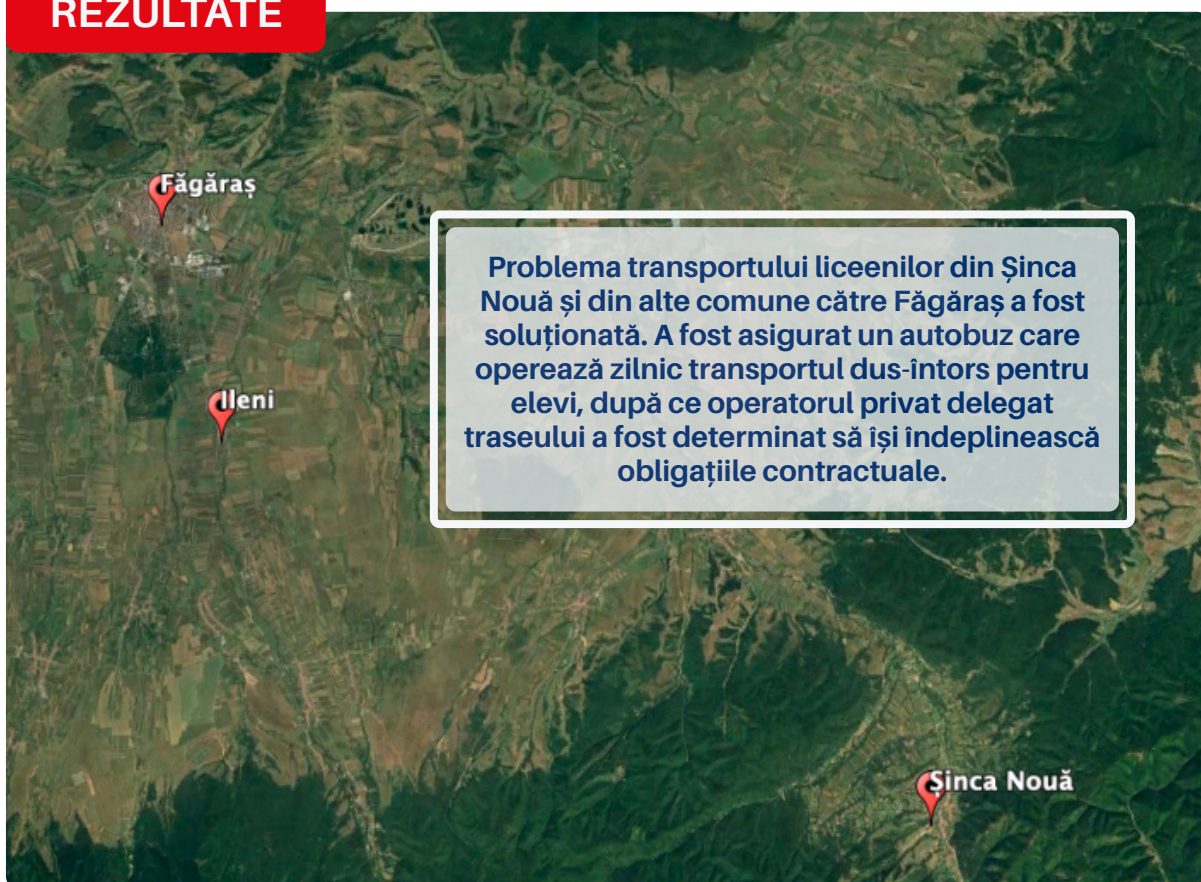 REZULTATE
Făgăraș
Ileni
Problema transportului liceenilor din Șinca
Nouă și din alte comune către Făgăraș a fost
soluționată. A fost asigurat un autobuz care
operează zilnic transportul dus-întors pentru
elevi, după ce operatorul privat delegat
traseului a fost determinat să își îndeplinească
obligațiile contractuale.
Șinca Nouă